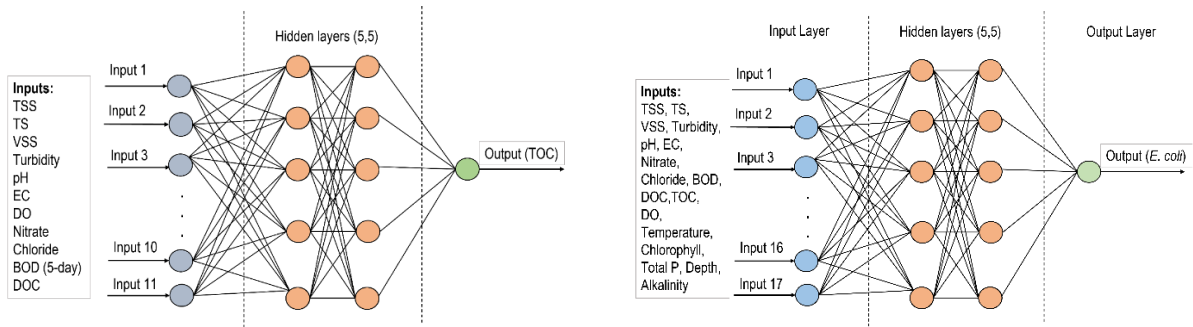 Hidden layers (5,5)
Inputs:
TSS
TS
VSS
Turbidity
pH
EC
DO
Nitrate
Chloride
BOD (5-day)
DOC
Input 1
Input 2
Input 3
Input 10
Input 11
Output (TOC)
Input Layer
Hidden layers (5,5)
Output Layer
Inputs:
TSS, TS,
VSS, Turbidity,
pH, EC,
Nitrate,
Chloride, BOD,
DOC,TOC,
DO,
Temperature,
Chlorophyll,
Total P, Depth,
Alkalinity
Input 1
Input 2
Input 3
Input 16
Input 17
Output (E. coli)